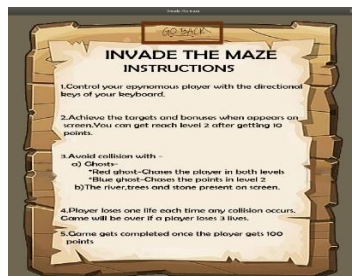 Invade The Maze
GO BACK
INVADE THE MAZE
INSTRUCTIONS
1.Control your epynomous player with the directional
keys of your keyboard.
2.Achieve the targets and bonuses when appears on
screen.You can get reach level 2 after getting 10
points.
3.Avoid collision with -
a) Ghosts-
*Red ghost-Chases the player in both levels
*Blue ghost-Chases the points in level 2
b)The river,trees and stone present on screen.
4.Player loses one life each time any collision occurs.
Game will be over if a player loses 3 lives.
5.Game gets completed once the player gets 100
points